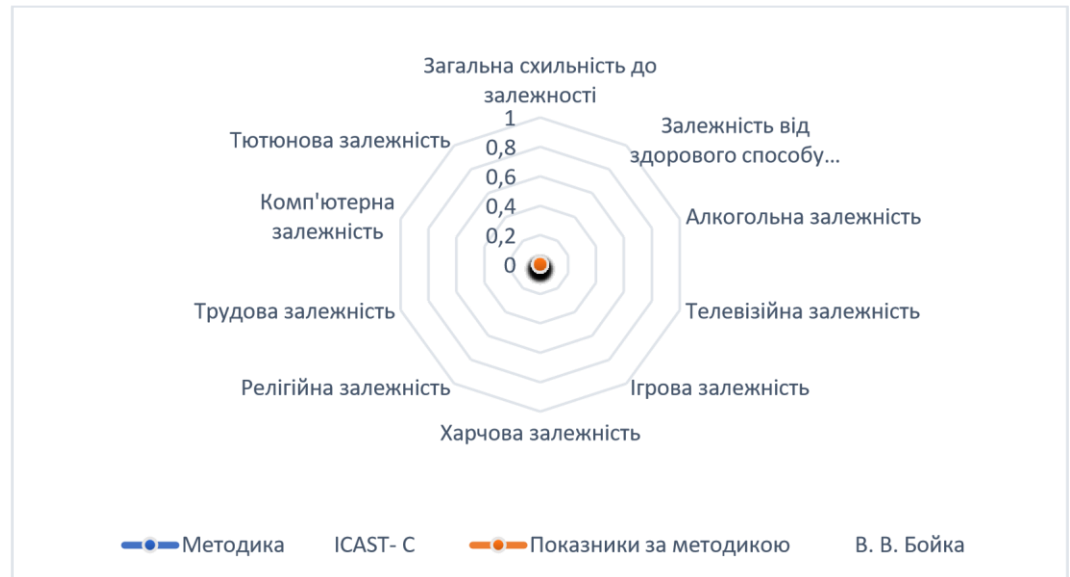 Загальна схильність до
залежності
Залежність від
здорового способу...
Алкогольна залежність
Телевізійна залежність
Ігрова залежність
Харчова залежність
Релігійна залежність
Трудова залежність
Комп'ютерна
залежність
Тютюнова залежність
1
0,8
0,6
0,4
0,2
0
Методика ICAST- C
Показники за методикою В. В. Бойка